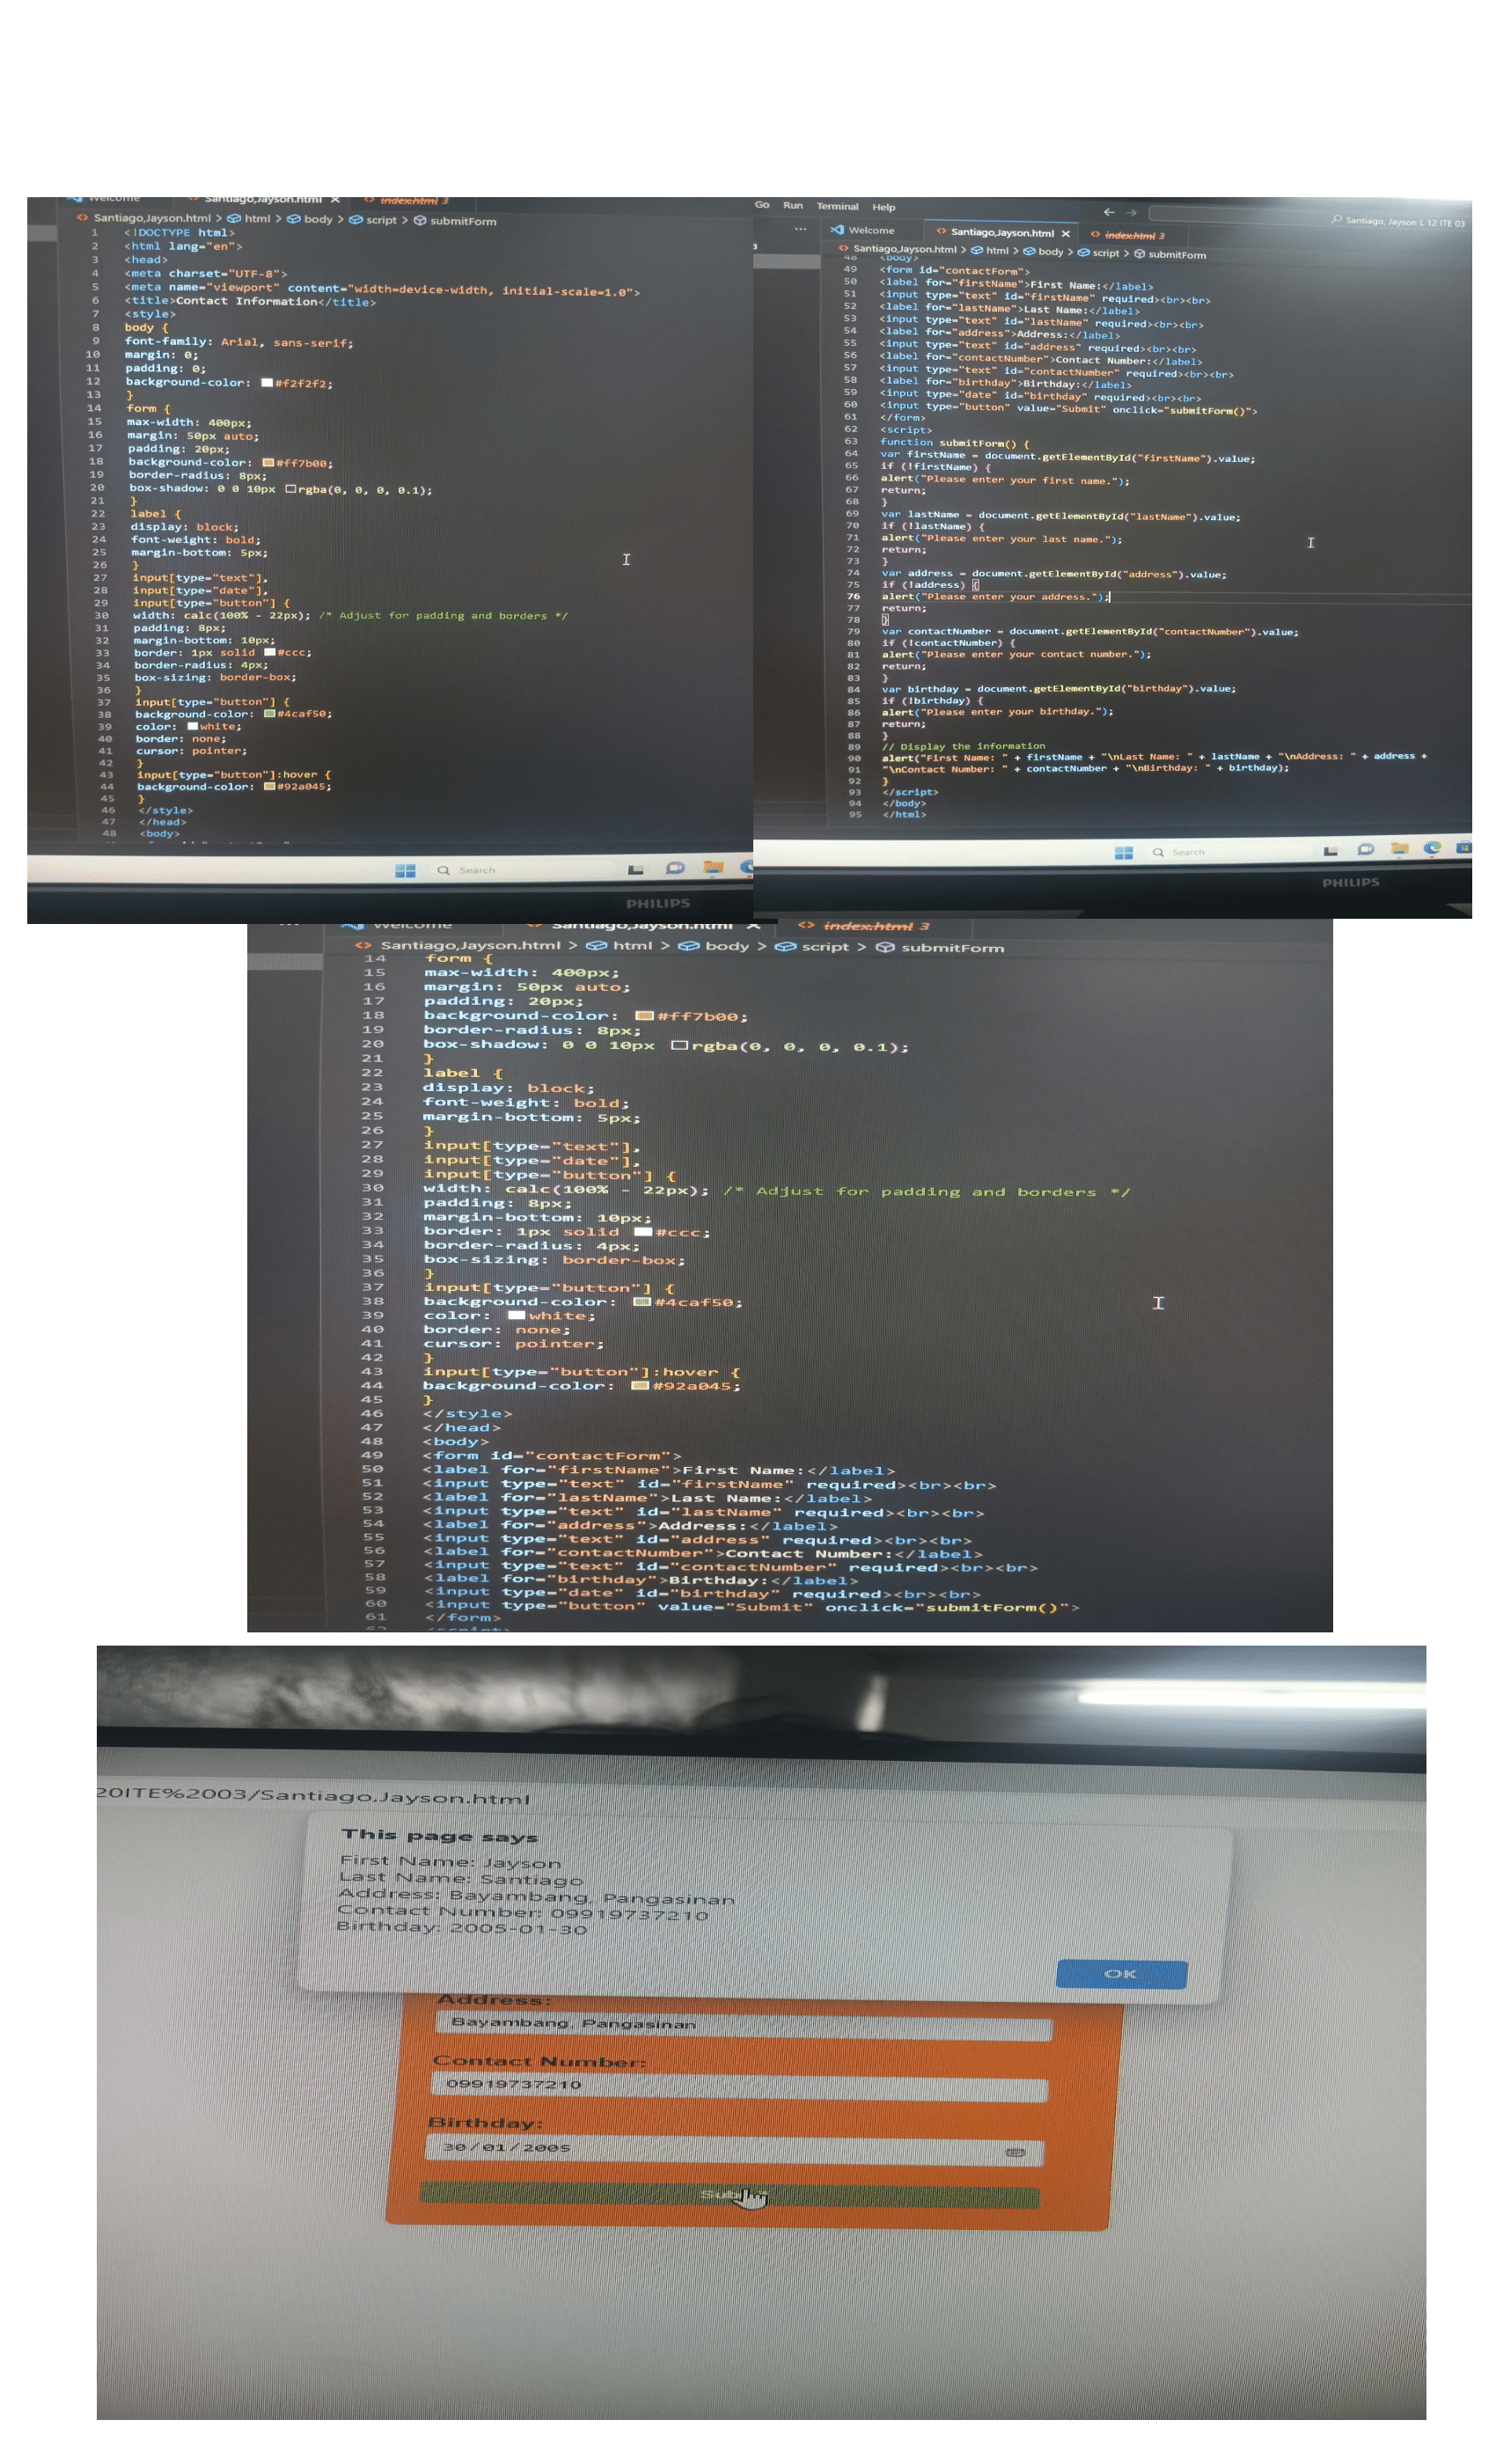 Welcome
Santiago,Jayson.html ×
index.html 3
Santiago,Jayson.html > html > body > script > submitForm
1 <!DOCTYPE html>
2 <html lang="en">
3 <head>
4 <meta charset="UTF-8">
5 <meta name="viewport" content="width=device-width, initial-scale=1.0">
6 <title>Contact Information</title>
7 <style>
8 body {
9 font-family: Arial, sans-serif;
10 margin: 0;
11 padding: 0;
12 background-color: #f2f2f2;
13 }
14 form {
15 max-width: 400px;
16 margin: 50px auto;
17 padding: 20px;
18 background-color: #ff7b00;
19 border-radius: 8px;
20 box-shadow: 0 0 10px rgba(0, 0, 0, 0.1);
21 }
22 label {
23 display: block;
24 font-weight: bold;
25 margin-bottom: 5px;
26 }
27 input[type="text"],
28 input[type="date"],
29 input[type="button"] {
30 width: calc(100% - 22px); /* Adjust for padding and borders */
31 padding: 8px;
32 margin-bottom: 10px;
33 border: 1px solid #ccc;
34 border-radius: 4px;
35 box-sizing: border-box;
36 }
37 input[type="button"] {
38 background-color: #4caf50;
39 color: white;
40 border: none;
41 cursor: pointer;
42 }
43 input[type="button"]:hover {
44 background-color: #92a045;
45 }
46 </style>
47 </head>
48 <body>
Search
PHILIPS
Go Run Terminal Help
Santiago, Jayson L 12 ITE 03
Welcome
Santiago,Jayson.html ×
index.html 3
Santiago,Jayson.html > html > body > script > submitForm
48 <body>
49 <form id="contactForm">
50 <label for="firstName">First Name:</label>
51 <input type="text" id="firstName" required><br><br>
52 <label for="lastName">Last Name:</label>
53 <input type="text" id="lastName" required><br><br>
54 <label for="address">Address:</label>
55 <input type="text" id="address" required><br><br>
56 <label for="contactNumber">Contact Number:</label>
57 <input type="text" id="contactNumber" required><br><br>
58 <label for="birthday">Birthday:</label>
59 <input type="date" id="birthday" required><br><br>
60 <input type="button" value="Submit" onclick="submitForm()">
61 </form>
62 <script>
63 function submitForm() {
64 var firstName = document.getElementById("firstName").value;
65 if (!firstName) {
66 alert("Please enter your first name.");
67 return;
68 }
69 var lastName = document.getElementById("lastName").value;
70 if (!lastName) {
71 alert("Please enter your last name.");
72 return;
73 }
74 var address = document.getElementById("address").value;
75 if (!address) {
76 alert("Please enter your address.");
77 return;
78 }
79 var contactNumber = document.getElementById("contactNumber").value;
80 if (!contactNumber) {
81 alert("Please enter your contact number.");
82 return;
83 }
84 var birthday = document.getElementById("birthday").value;
85 if (!birthday) {
86 alert("Please enter your birthday.");
87 return;
88 }
89 // Display the information
90 alert("First Name: " + firstName + "\nLast Name: " + lastName + "\nAddress: " + address +
91 "\nContact Number: " + contactNumber + "\nBirthday: " + birthday);
92 }
93 </script>
94 </body>
95 </html>
Search
PHILIPS
Welcome
Santiago,Jayson.html ×
index.html 3
Santiago,Jayson.html > html > body > script > submitForm
14 form {
15 max-width: 400px;
16 margin: 50px auto;
17 padding: 20px;
18 background-color: #ff7b00;
19 border-radius: 8px;
20 box-shadow: 0 0 10px rgba(0, 0, 0, 0.1);
21 }
22 label {
23 display: block;
24 font-weight: bold;
25 margin-bottom: 5px;
26 }
27 input[type="text"],
28 input[type="date"],
29 input[type="button"] {
30 width: calc(100% - 22px); /* Adjust for padding and borders */
31 padding: 8px;
32 margin-bottom: 10px;
33 border: 1px solid #ccc;
34 border-radius: 4px;
35 box-sizing: border-box;
36 }
37 input[type="button"] {
38 background-color: #4caf50;
39 color: white;
40 border: none;
41 cursor: pointer;
42 }
43 input[type="button"]:hover {
44 background-color: #92a045;
45 }
46 </style>
47 </head>
48 <body>
49 <form id="contactForm">
50 <label for="firstName">First Name:</label>
51 <input type="text" id="firstName" required><br><br>
52 <label for="lastName">Last Name:</label>
53 <input type="text" id="lastName" required><br><br>
54 <label for="address">Address:</label>
55 <input type="text" id="address" required><br><br>
56 <label for="contactNumber">Contact Number:</label>
57 <input type="text" id="contactNumber" required><br><br>
58 <label for="birthday">Birthday:</label>
59 <input type="date" id="birthday" required><br><br>
60 <input type="button" value="Submit" onclick="submitForm()">
61 </form>
20ITE%2003/Santiago,Jayson.html
This page says
First Name: Jayson
Last Name: Santiago
Address: Bayambang, Pangasinan
Contact Number: 09919737210
Birthday: 2005-01-30
OK
Address:
Bayambang, Pangasinan
Contact Number:
09919737210
Birthday:
30/01/2005